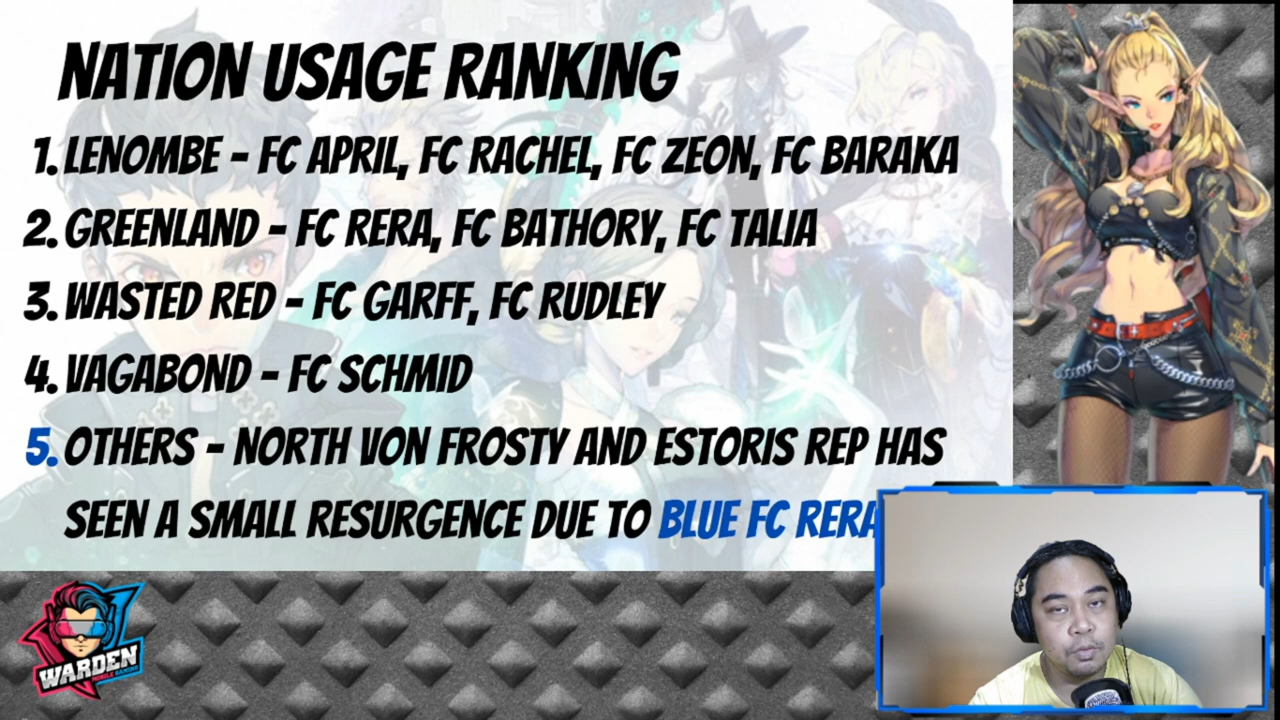 NATION USAGE RANKING
1. LENOMBE - FC APRIL, FC RACHEL, FC ZEON, FC BARAKA
2. GREENLAND - FC RERA, FC BATHORY, FC TALIA
3. WASTED RED - FC GARFF, FC RUDLEY
4. VAGABOND - FC SCHMID
5. OTHERS - NORTH VON FROSTY AND ESTORIS REP HAS
SEEN A SMALL RESURGENCE DUE TO BLUE FC RERA
WARDEN
MOBILE GAMING